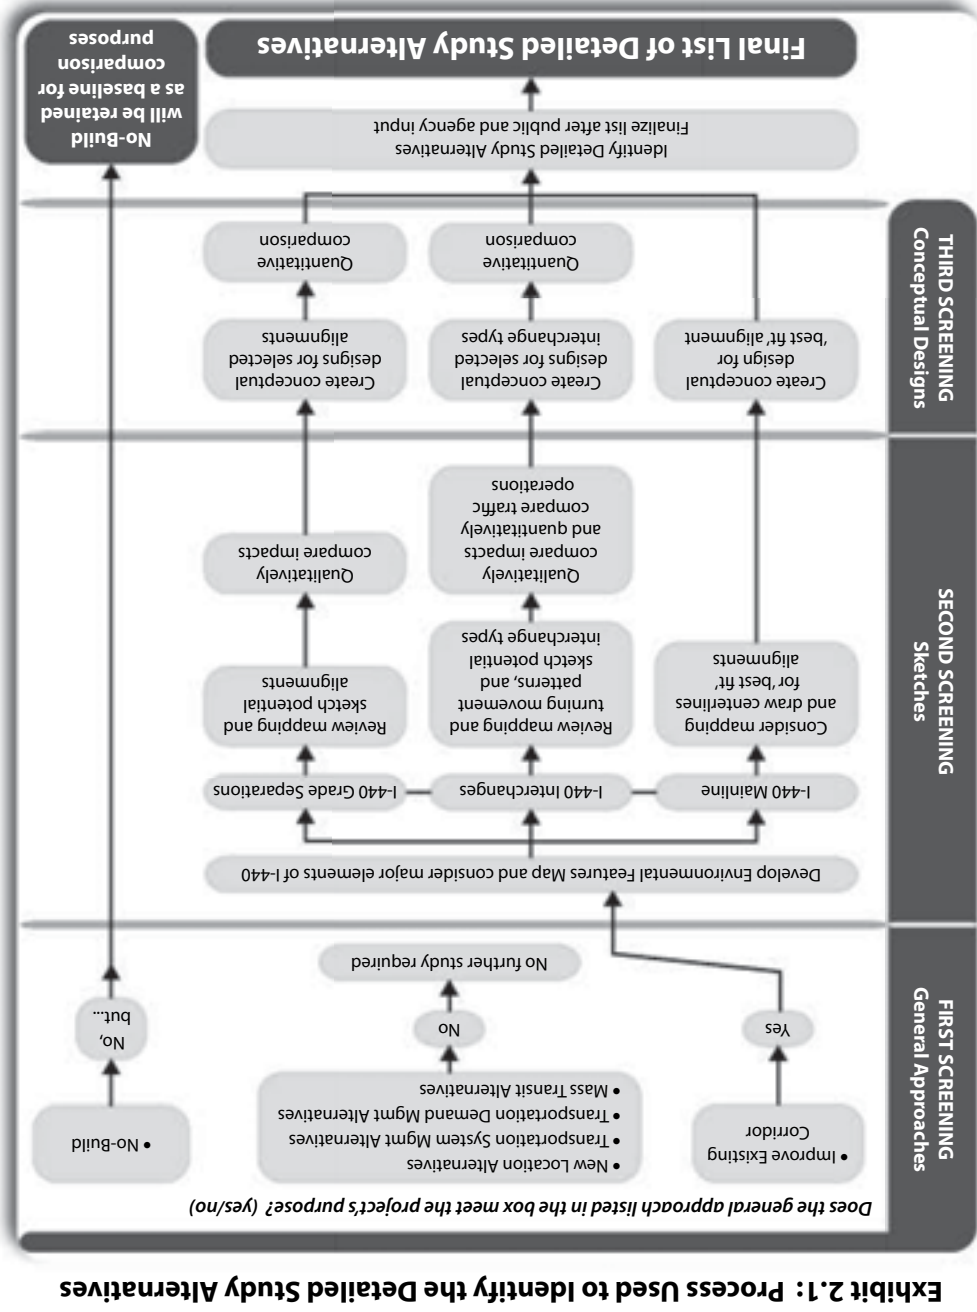 Exhibit 2.1: Process Used to Identify the Detailed Study Alternatives
FIRST SCREENING
General Approaches
Does the general approach listed in the box meet the project's purpose? (yes/no)
• Improve Existing
Corridor
• New Location Alternatives
• Transportation System Mgmt Alternatives
• Transportation Demand Mgmt Alternatives
• Mass Transit Alternatives
• No-Build
Yes
No
No,
but...
No further study required
SECOND SCREENING
Sketches
Develop Environmental Features Map and consider major elements of I-440
I-440 Mainline
I-440 Interchanges
I-440 Grade Separations
Consider mapping
and draw centerlines
for 'best fit'
alignments
Review mapping and
turning movement
patterns, and
sketch potential
interchange types
Review mapping and
sketch potential
alignments
Qualitatively
compare impacts
and quantitatively
compare traffic
operations
Qualitatively
compare impacts
THIRD SCREENING
Conceptual Designs
Create conceptual
design for
'best fit' alignment
Create conceptual
designs for selected
interchange types
Create conceptual
designs for selected
alignments
Quantitative
comparison
Quantitative
comparison
Identify Detailed Study Alternatives
Finalize list after public and agency input
Final List of Detailed Study Alternatives
No-Build
will be retained
as a baseline for
comparison
purposes